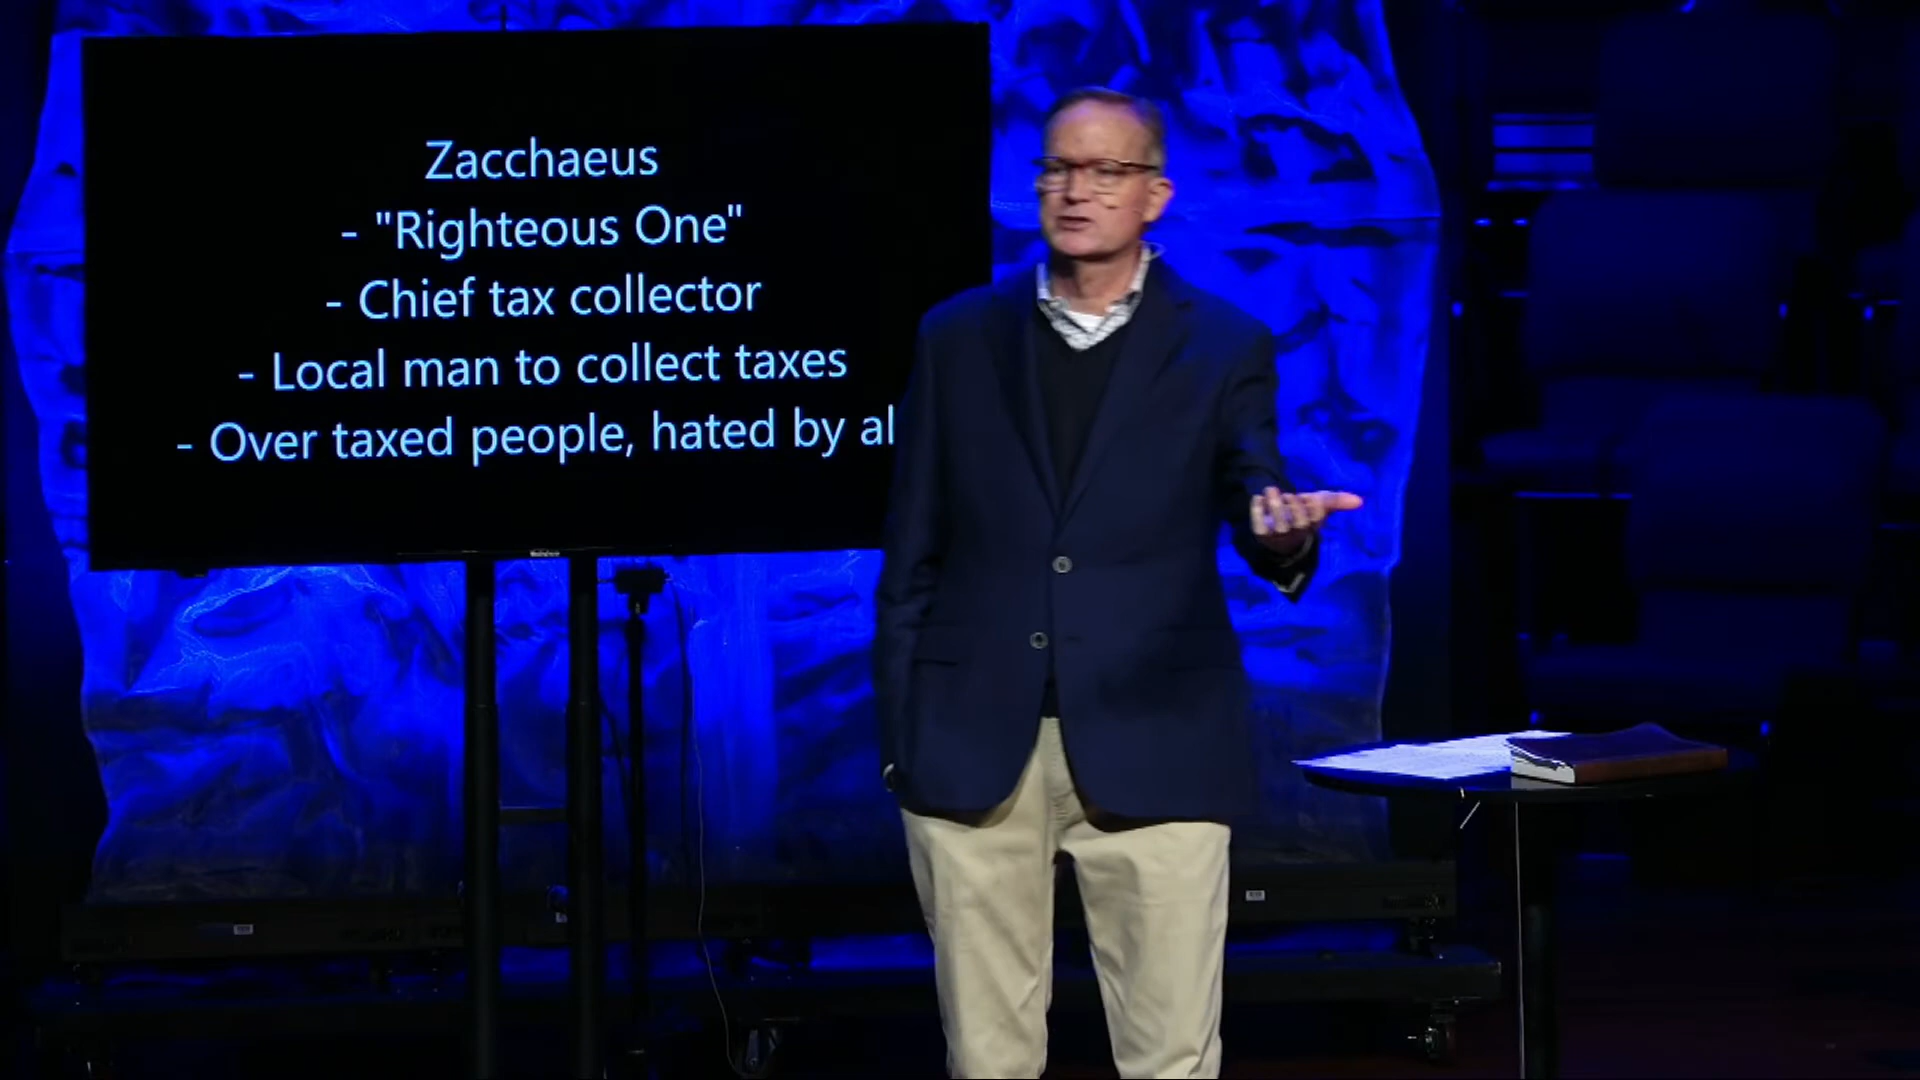 Zacchaeus
- "Righteous One"
- Chief tax collector
- Local man to collect taxes
- Over taxed people, hated by al